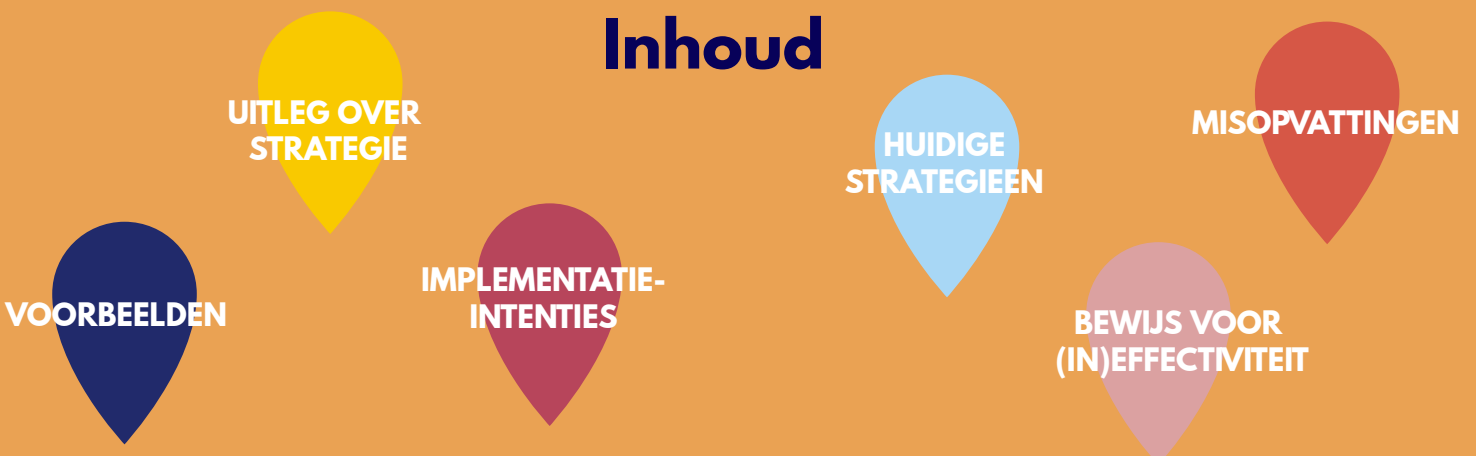 Inhoud
UITLEG OVER
STRATEGIE
HUIDIGE
STRATEGIEEN
MISOPVATTINGEN
VOORBEELDEN
IMPLEMENTATIE-
INTENTIES
BEWIJS VOOR
(IN)EFFECTIVITEIT